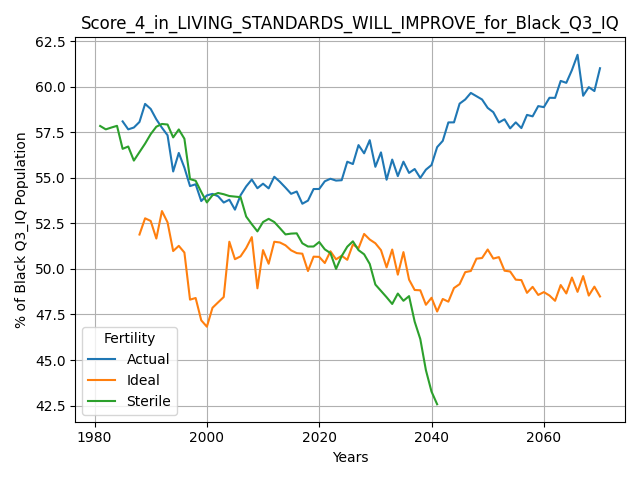 Score_4_in_LIVING_STANDARDS_WILL_IMPROVE_for_Black_Q3_IQ
% of Black Q3_IQ Population
62.5
60.0
57.5
55.0
52.5
50.0
47.5
45.0
42.5
Fertility
Actual
Ideal
Sterile
1980
2000
2020
2040
2060
Years